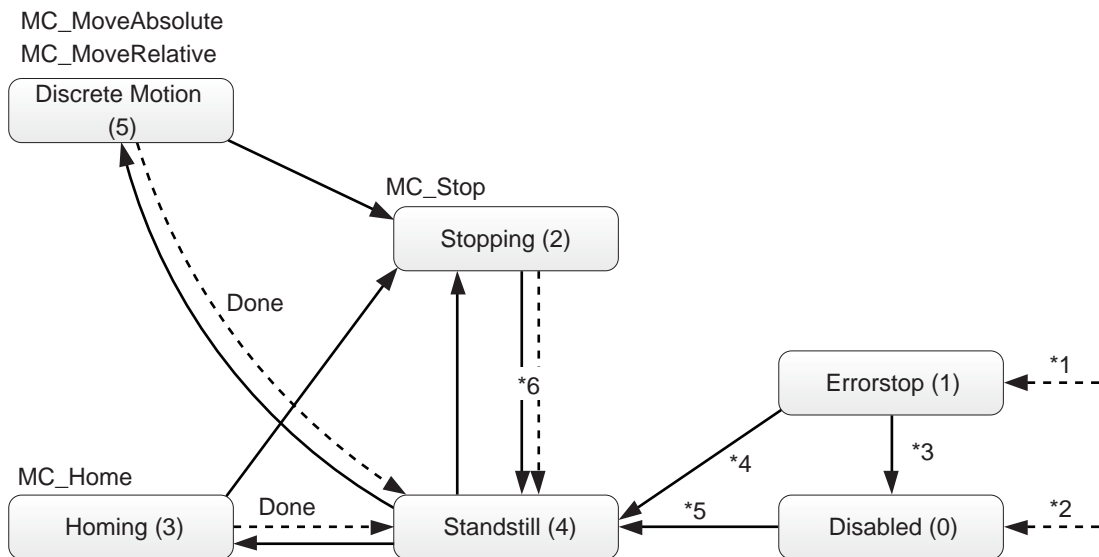 MC_MoveAbsolute
MC_MoveRelative
Discrete Motion
(5)
MC_Stop
Stopping (2)
Done
*6
Errorstop (1)
*1
*4
*3
MC_Home
Homing (3)
Done
Standstill (4)
*5
Disabled (0)
*2